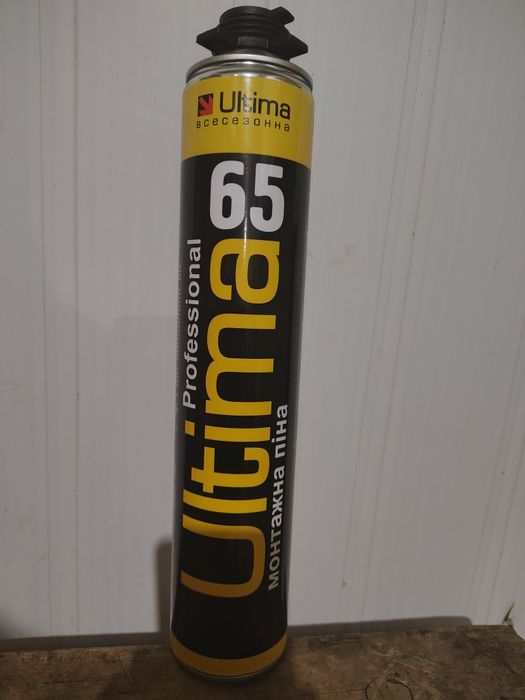 Ultima
всесезонна
65
Professional
Ultima
монтажна піна